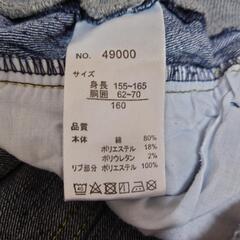 NO. 49000
サイズ
身長 155~165
胴囲 62~70
160
品質
本体 綿 80%
ポリエステル 18%
ポリウレタン 2%
リブ部分 ポリエステル 100%